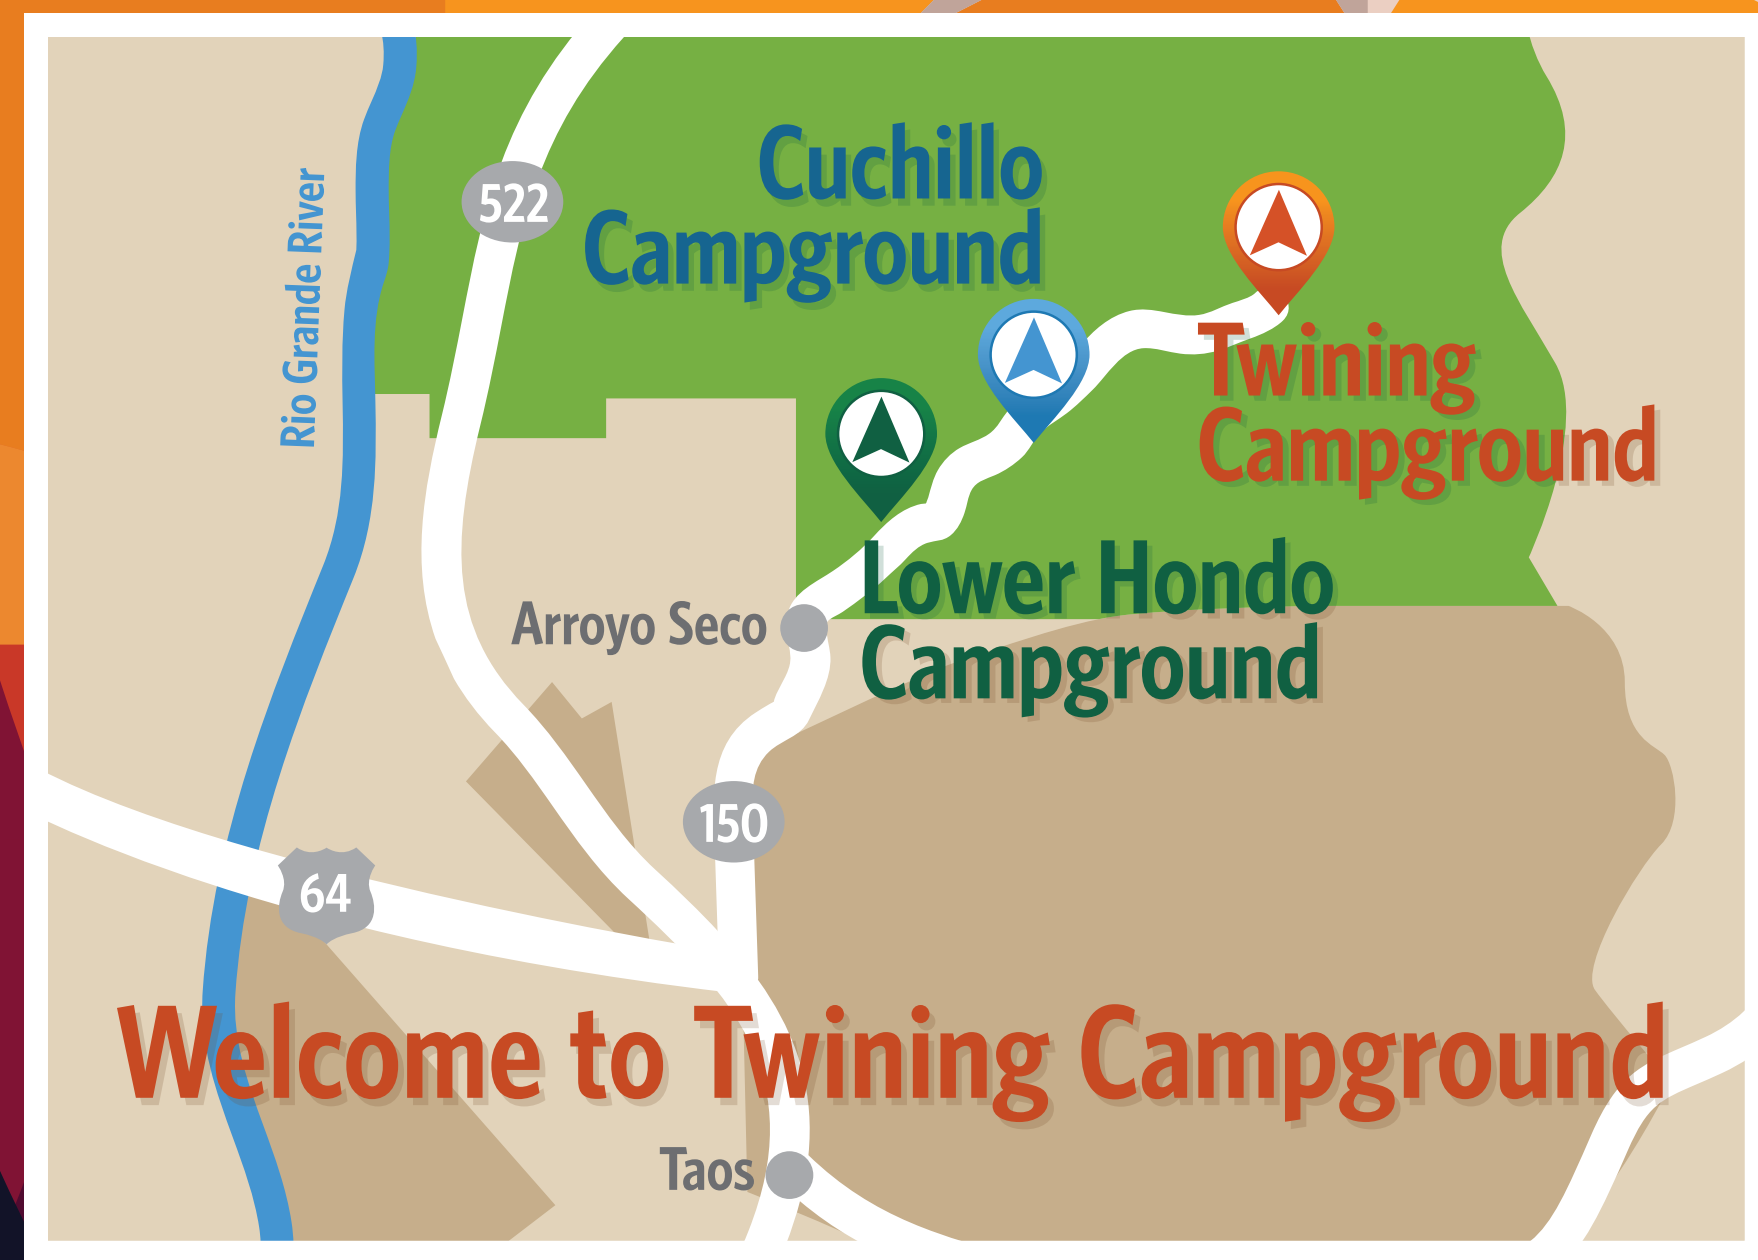 Cuchillo
Campground
522
Rio Grande River
Twining
Campground
Lower Hondo
Campground
Arroyo Seco
150
64
Welcome to Twining Campground
Taos